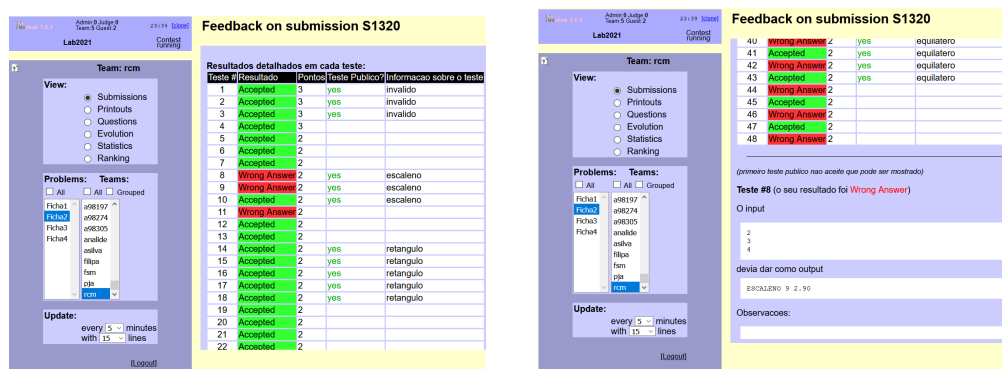 Mooshak 1.6.4
Admin 0 Judge 0
Team 5 Guest 2
23:34 [clone]
Lab2021
Contest running
Team: rcm
View:
Submissions
Printouts
Questions
Evolution
Statistics
Ranking
Problems: Teams:
All All Grouped
Ficha1
Ficha2
Ficha3
Ficha4
a98197
a98274
a98305
analide
asilva
filipa
fsm
pja
rcm
Update:
every 5 minutes
with 15 lines
[Logout]
Feedback on submission S1320
Resultados detalhados em cada teste:
Teste # Resultado Pontos Teste Publico? Informacao sobre o teste
1 Accepted 3 yes invalido
2 Accepted 3 yes invalido
3 Accepted 3 yes invalido
4 Accepted 3
5 Accepted 2
6 Accepted 2
7 Accepted 2
8 Wrong Answer 2 yes escaleno
9 Wrong Answer 2 yes escaleno
10 Accepted 2 yes escaleno
11 Wrong Answer 2
12 Accepted 2
13 Accepted 2
14 Accepted 2 yes retangulo
15 Accepted 2 yes retangulo
16 Accepted 2 yes retangulo
17 Accepted 2 yes retangulo
18 Accepted 2 yes retangulo
19 Accepted 2
20 Accepted 2
21 Accepted 2
22 Accepted 2
Mooshak 1.6.4
Admin 0 Judge 0
Team 5 Guest 2
23:39 [clone]
Lab2021
Contest running
Team: rcm
View:
Submissions
Printouts
Questions
Evolution
Statistics
Ranking
Problems: Teams:
All All Grouped
Ficha1
Ficha2
Ficha3
Ficha4
a98197
a98274
a98305
analide
asilva
filipa
fsm
pja
rcm
Update:
every 5 minutes
with 15 lines
[Logout]
Feedback on submission S1320
40 Wrong Answer 2 yes equilatero
41 Accepted 2 yes equilatero
42 Wrong Answer 2 yes equilatero
43 Accepted 2 yes equilatero
44 Wrong Answer 2
45 Accepted 2
46 Wrong Answer 2
47 Accepted 2
48 Wrong Answer 2
(primeiro teste publico nao aceite que pode ser mostrado)
Teste #8 (o seu resultado foi Wrong Answer)
O input
2
3
4
devia dar como output
ESCALENO 9 2.90
Observacoes: